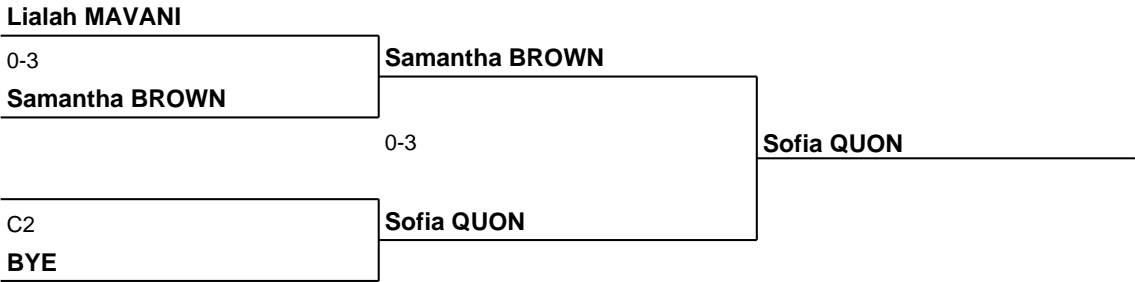 Lialah MAVANI
0-3
Samantha BROWN
Samantha BROWN
0-3
Sofia QUON
C2
Sofia QUON
BYE